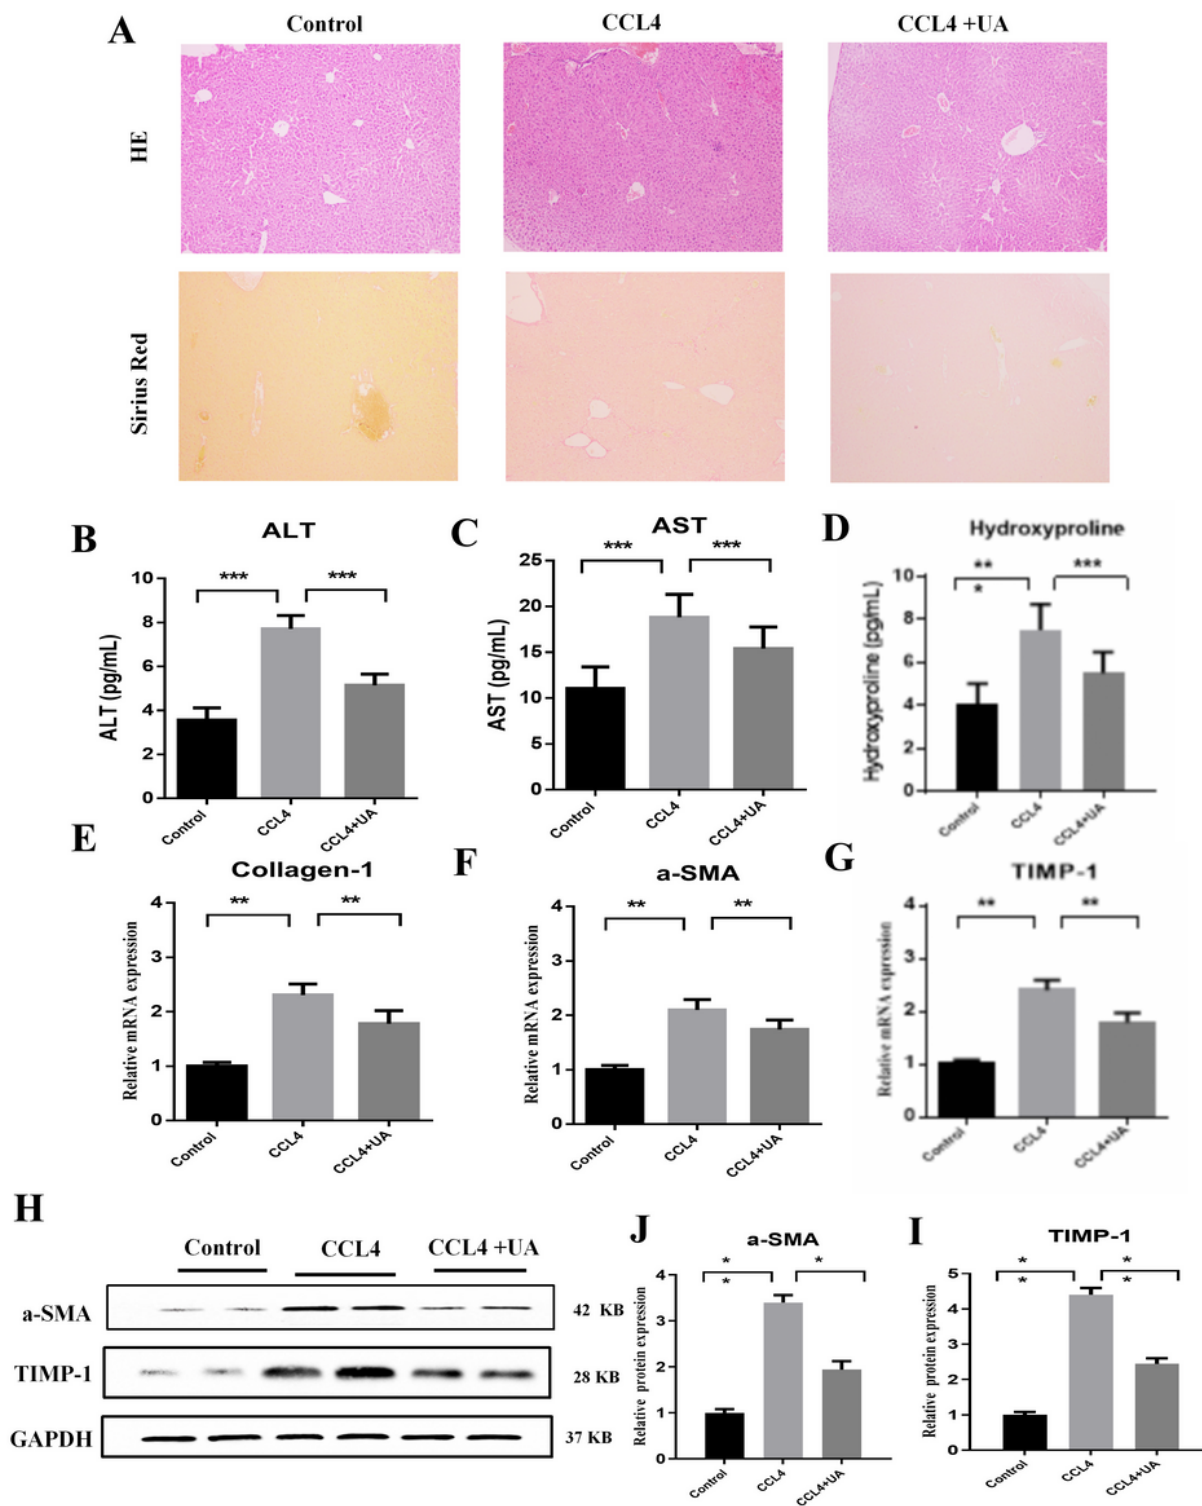 A
Control
CCL4
CCL4 +UA
HE
Sirius Red
B
ALT
ALT (pg/mL)
***
***
10
8
6
4
2
0
Control
CCL4
CCL4+UA
C
AST
AST (pg/mL)
***
***
25
20
15
10
5
0
Control
CCL4
CCL4+UA
D
Hydroxyproline
Hydroxyproline (pg/mL)
**
*
***
10
8
6
4
2
0
Control
CCL4
CCL4+UA
E
Collagen-1
Relative mRNA expression
**
**
4
3
2
1
0
Control
CCL4
CCL4+UA
F
a-SMA
Relative mRNA expression
**
**
4
3
2
1
0
Control
CCL4
CCL4+UA
G
TIMP-1
Relative mRNA expression
**
**
4
3
2
1
0
Control
CCL4
CCL4+UA
H
Control
CCL4
CCL4 +UA
a-SMA
42 KB
TIMP-1
28 KB
GAPDH
37 KB
J
a-SMA
Relative protein expression
*
*
*
4
3
2
1
0
Control
CCL4
CCL4+UA
I
TIMP-1
Relative protein expression
*
*
*
*
5
4
3
2
1
0
Control
CCL4
CCL4+UA